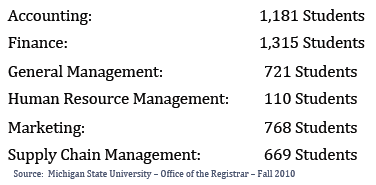 Accounting: 1,181 Students
Finance: 1,315 Students
General Management: 721 Students
Human Resource Management: 110 Students
Marketing: 768 Students
Supply Chain Management: 669 Students
Source: Michigan State University – Office of the Registrar – Fall 2010